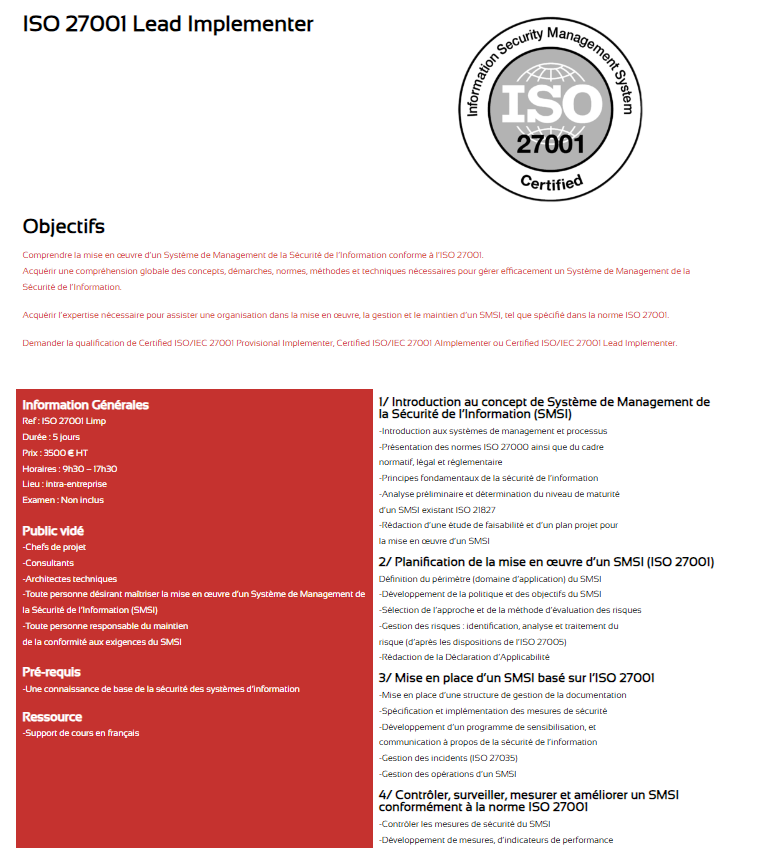 ISO 27001 Lead Implementer
Information Security Management System
ISO
27001
Certified
Objectifs
Comprendre la mise en œuvre d'un Système de Management de la Sécurité de l'Information conforme à l'ISO 27001.
Acquérir une compréhension globale des concepts, démarches, normes, méthodes et techniques nécessaires pour gérer efficacement un Système de Management de la
Sécurité de l'Information.
Acquérir l'expertise nécessaire pour assister une organisation dans la mise en œuvre, la gestion et le maintien d'un SMSI, tel que spécifié dans la norme ISO 27001.
Demander la qualification de Certified ISO/IEC 27001 Provisional Implementer, Certified ISO/IEC 27001 AImplementer ou Certified ISO/IEC 27001 Lead Implementer.
Information Générales
Ref : ISO 27001 LImp
Durée : 5 jours
Prix : 3500 € HT
Horaires : 9h30 – 17h30
Lieu : intra-entreprise
Examen : Non inclus
Public vidé
-Chefs de projet
-Consultants
-Architectes techniques
-Toute personne désirant maîtriser la mise en œuvre d'un Système de Management de
la Sécurité de l'Information (SMSI)
-Toute personne responsable du maintien
de la conformité aux exigences du SMSI
Pré-requis
-Une connaissance de base de la sécurité des systèmes d'information
Ressource
-Support de cours en français
1/ Introduction au concept de Système de Management de
la Sécurité de l'Information (SMSI)
-Introduction aux systèmes de management et processus
-Présentation des normes ISO 27000 ainsi que du cadre
normatif, légal et réglementaire
-Principes fondamentaux de la sécurité de l'information
-Analyse préliminaire et détermination du niveau de maturité
d'un SMSI existant ISO 21827
-Rédaction d'une étude de faisabilité et d'un plan projet pour
la mise en œuvre d'un SMSI
2/ Planification de la mise en œuvre d'un SMSI (ISO 27001)
Définition du périmètre (domaine d'application) du SMSI
-Développement de la politique et des objectifs du SMSI
-Sélection de l'approche et de la méthode d'évaluation des risques
-Gestion des risques : identification, analyse et traitement du
risque (d'après les dispositions de l'ISO 27005)
-Rédaction de la Déclaration d'Applicabilité
3/ Mise en place d'un SMSI basé sur l'ISO 27001
-Mise en place d'une structure de gestion de la documentation
-Spécification et implémentation des mesures de sécurité
-Développement d'un programme de sensibilisation, et
communication à propos de la sécurité de l'information
-Gestion des incidents (ISO 27035)
-Gestion des opérations d'un SMSI
4/ Contrôler, surveiller, mesurer et améliorer un SMSI
conformément à la norme ISO 27001
-Contrôler les mesures de sécurité du SMSI
-Développement de mesures, d'indicateurs de performance